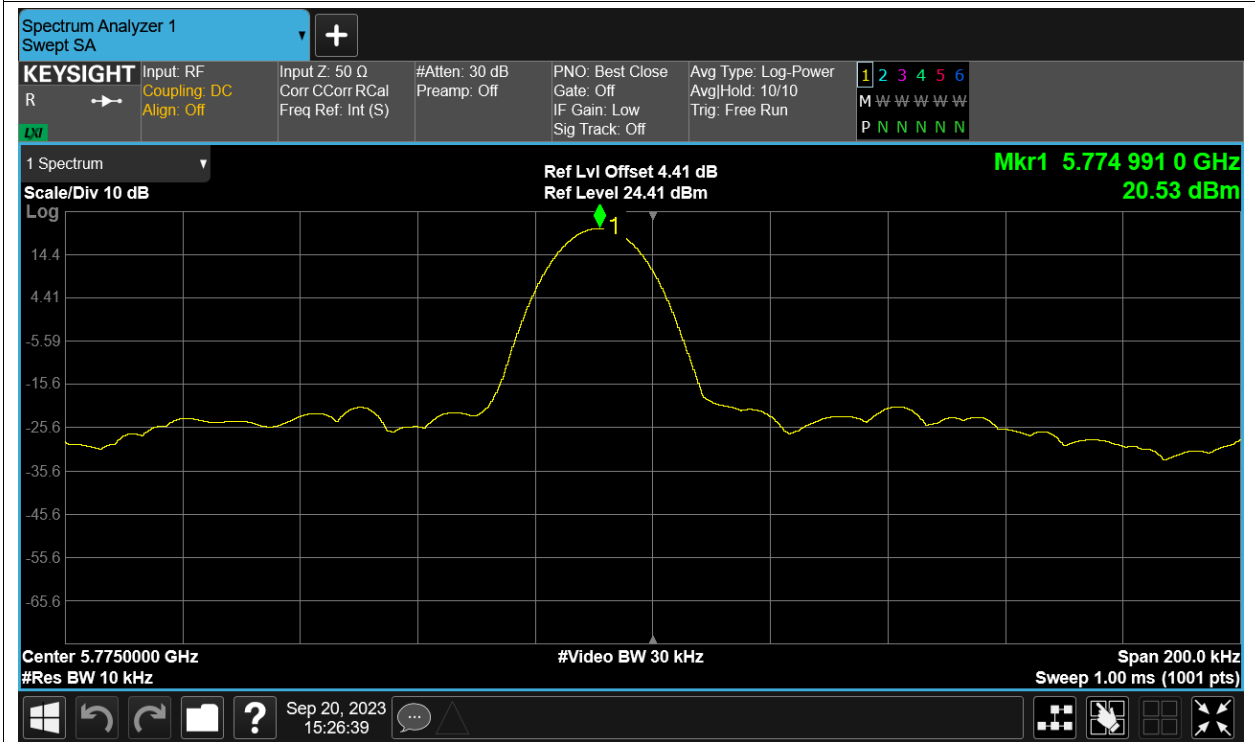 Spectrum Analyzer 1
Swept SA
+
KEYSIGHT
R
LXI
Input: RF
Coupling: DC
Align: Off
Input Z: 50 Ω
Corr CCorr RCal
Freq Ref: Int (S)
#Atten: 30 dB
Preamp: Off
PNO: Best Close
Gate: Off
IF Gain: Low
Sig Track: Off
Avg Type: Log-Power
Avg|Hold: 10/10
Trig: Free Run
1 2 3 4 5 6
M W W W W W
P N N N N N
1 Spectrum
Scale/Div 10 dB
Log
Ref Lvl Offset 4.41 dB
Ref Level 24.41 dBm
Mkr1 5.774 991 0 GHz
20.53 dBm
1
14.4
4.41
-5.59
-15.6
-25.6
-35.6
-45.6
-55.6
-65.6
Center 5.7750000 GHz
#Video BW 30 kHz
Span 200.0 kHz
#Res BW 10 kHz
Sweep 1.00 ms (1001 pts)
?
Sep 20, 2023
15:26:39